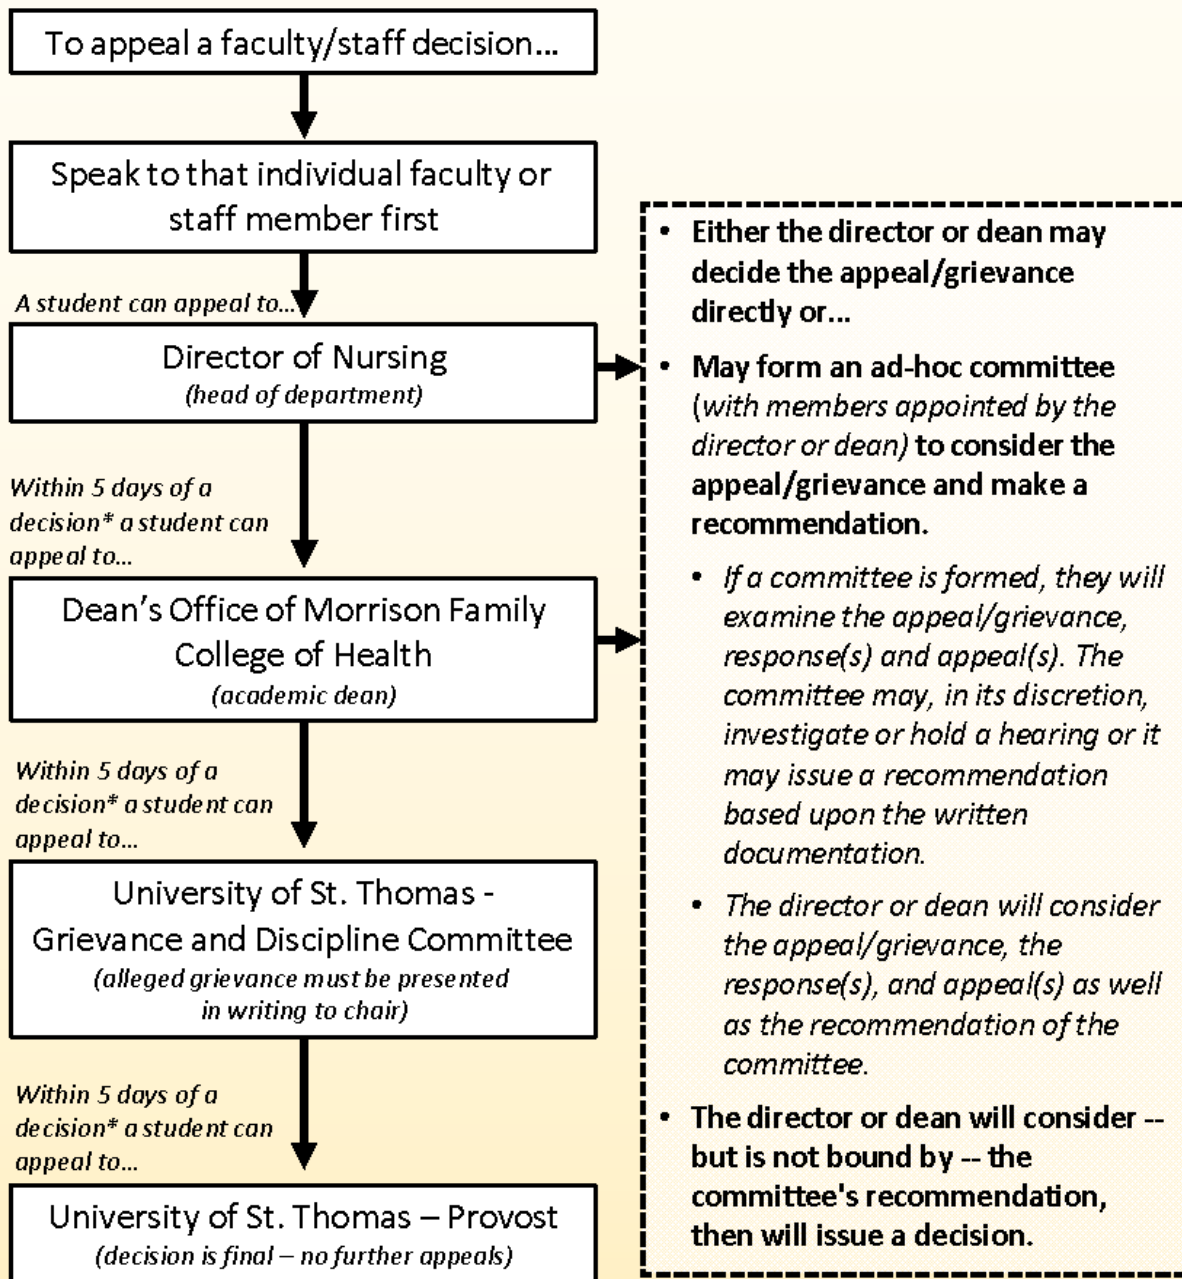 To appeal a faculty/staff decision...
Speak to that individual faculty or
staff member first
A student can appeal to...
Director of Nursing
(head of department)
Within 5 days of a
decision* a student can
appeal to...
Dean's Office of Morrison Family
College of Health
(academic dean)
Within 5 days of a
decision* a student can
appeal to...
University of St. Thomas -
Grievance and Discipline Committee
(alleged grievance must be presented
in writing to chair)
Within 5 days of a
decision* a student can
appeal to...
University of St. Thomas – Provost
(decision is final – no further appeals)
• Either the director or dean may
decide the appeal/grievance
directly or...
• May form an ad-hoc committee
(with members appointed by the
director or dean) to consider the
appeal/grievance and make a
recommendation.
• If a committee is formed, they will
examine the appeal/grievance,
response(s) and appeal(s). The
committee may, in its discretion,
investigate or hold a hearing or it
may issue a recommendation
based upon the written
documentation.
• The director or dean will consider
the appeal/grievance, the
response(s), and appeal(s) as well
as the recommendation of the
committee.
• The director or dean will consider --
but is not bound by -- the
committee's recommendation,
then will issue a decision.